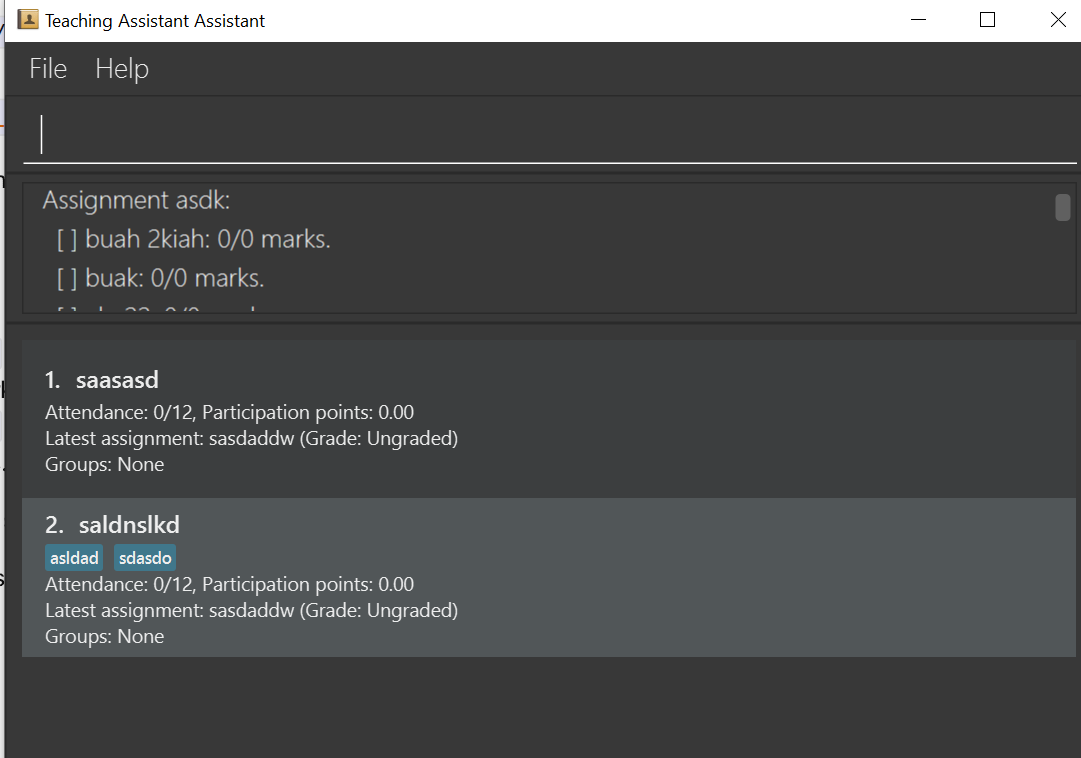 Teaching Assistant Assistant
File Help
Assignment asdk:
[ ] buah 2kiah: 0/0 marks.
[ ] buak: 0/0 marks.
1. saasasd
Attendance: 0/12, Participation points: 0.00
Latest assignment: sasdaddw (Grade: Ungraded)
Groups: None
2. saldnslkd
asldad sdasdo
Attendance: 0/12, Participation points: 0.00
Latest assignment: sasdaddw (Grade: Ungraded)
Groups: None